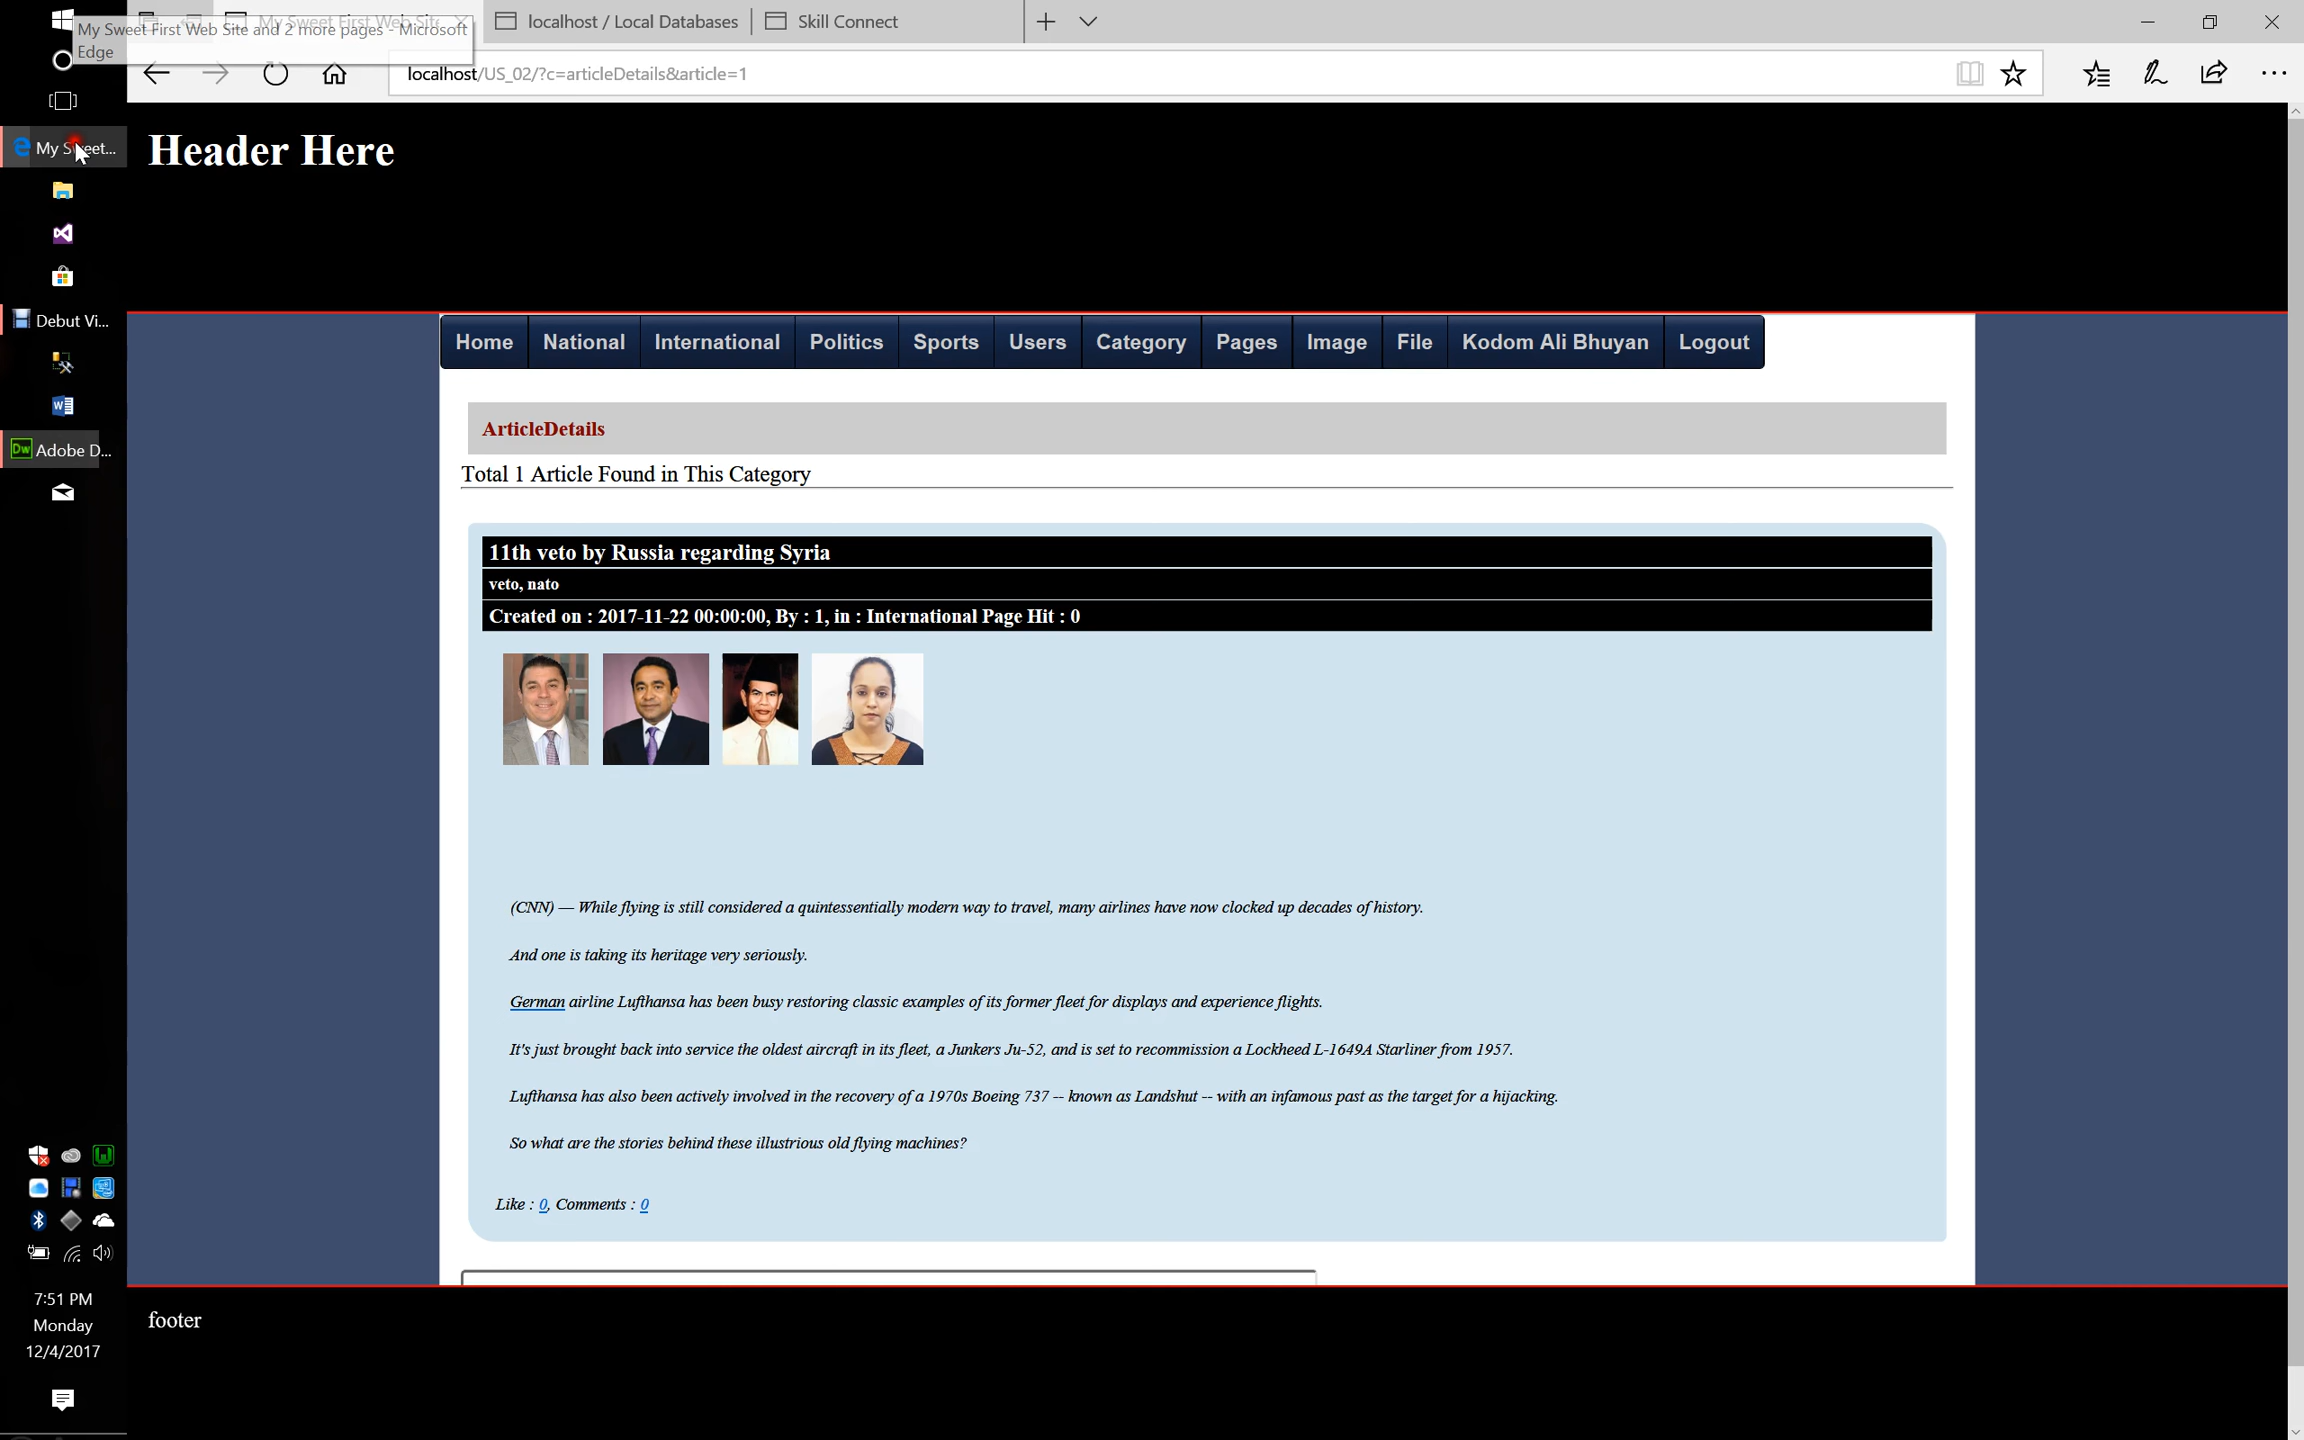 My Sweet First Web Site
localhost / Local Databases
Skill Connect
My Sweet First Web Site and 2 more pages - Microsoft
Edge
localhost/US_02/?c=articleDetails&article=1
My Sweet...
Debut Vi...
Adobe D...
Header Here
Home National International Politics Sports Users Category Pages Image File Kodom Ali Bhuyan Logout
ArticleDetails
Total 1 Article Found in This Category
11th veto by Russia regarding Syria
veto, nato
Created on : 2017-11-22 00:00:00, By : 1, in : International Page Hit : 0
(CNN) — While flying is still considered a quintessentially modern way to travel, many airlines have now clocked up decades of history.
And one is taking its heritage very seriously.
German airline Lufthansa has been busy restoring classic examples of its former fleet for displays and experience flights.
It's just brought back into service the oldest aircraft in its fleet, a Junkers Ju-52, and is set to recommission a Lockheed L-1649A Starliner from 1957.
Lufthansa has also been actively involved in the recovery of a 1970s Boeing 737 -- known as Landshut -- with an infamous past as the target for a hijacking.
So what are the stories behind these illustrious old flying machines?
Like : 0, Comments : 0
7:51 PM
Monday
12/4/2017
footer